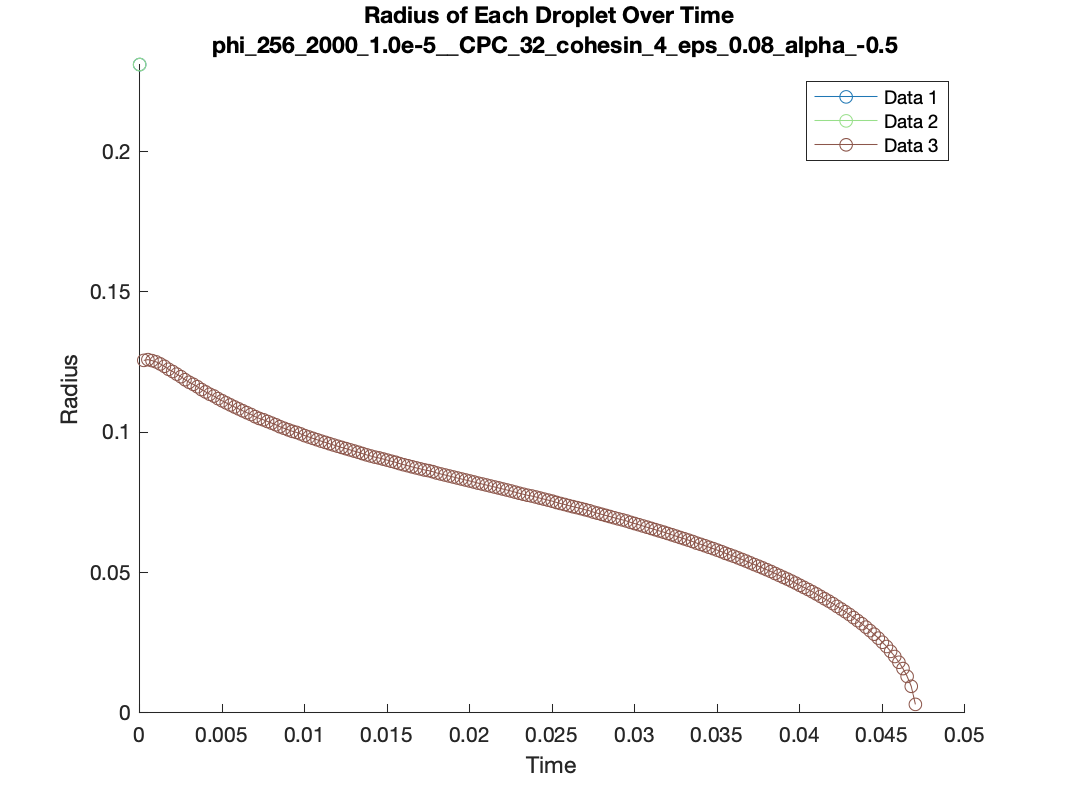 Radius of Each Droplet Over Time
phi_256_2000_1.0e-5__CPC_32_cohesin_4_eps_0.08_alpha_-0.5
Data 1
Data 2
Data 3
0.2
0.15
0.1
0.05
0
Radius
0 0.005 0.01 0.015 0.02 0.025 0.03 0.035 0.04 0.045 0.05
Time